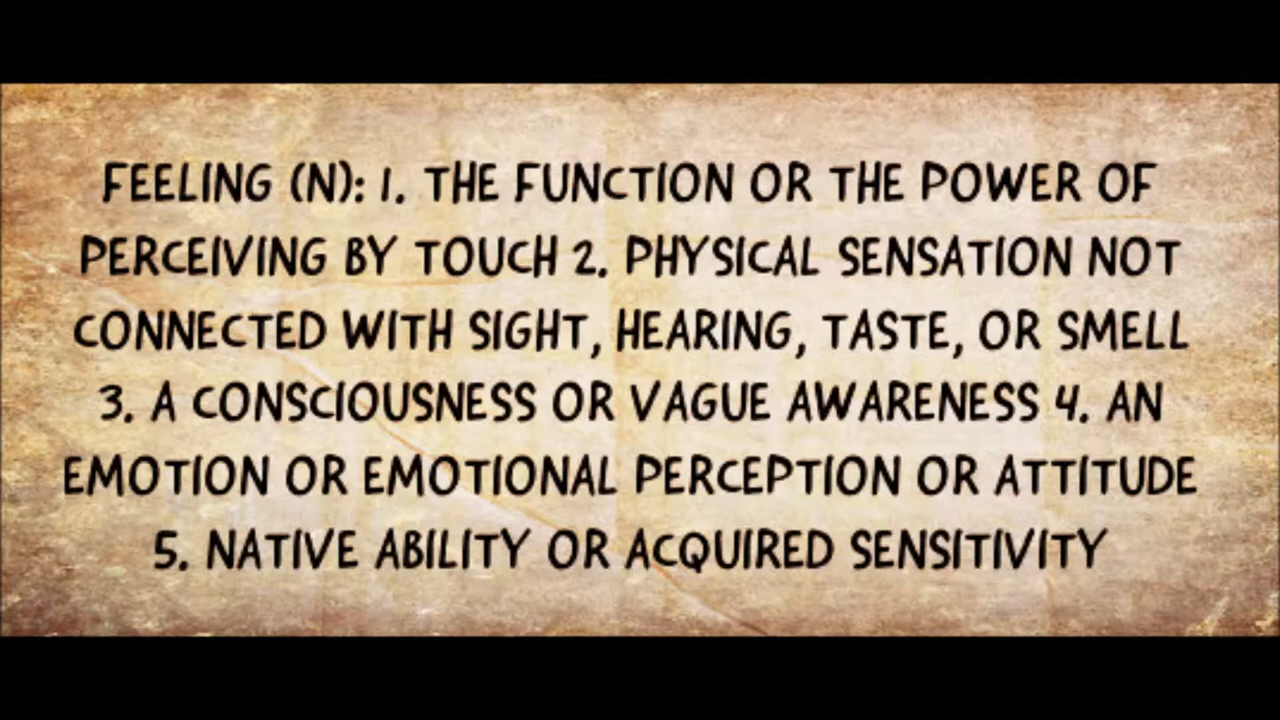 FEELING (N): 1. THE FUNCTION OR THE POWER OF
PERCEIVING BY TOUCH 2. PHYSICAL SENSATION NOT
CONNECTED WITH SIGHT, HEARING, TASTE, OR SMELL
3. A CONSCIOUSNESS OR VAGUE AWARENESS 4. AN
EMOTION OR EMOTIONAL PERCEPTION OR ATTITUDE
5. NATIVE ABILITY OR ACQUIRED SENSITIVITY